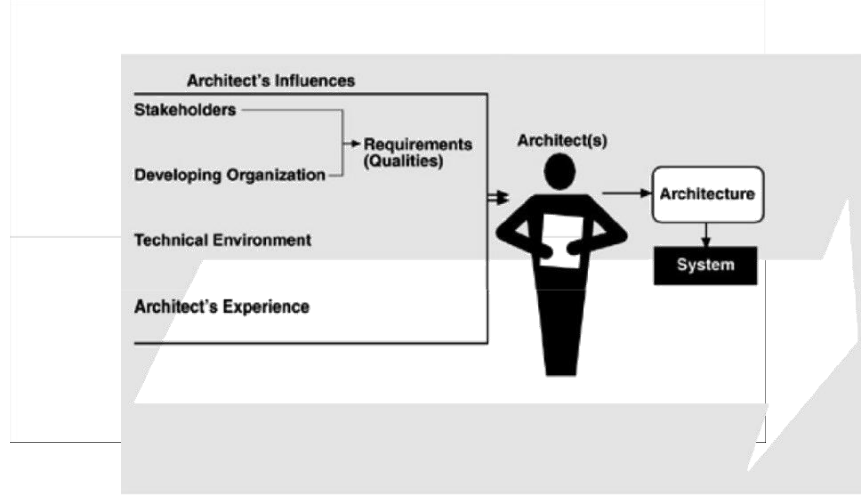 Architect's Influences
Stakeholders
Requirements
(Qualities)
Developing Organization
Technical Environment
Architect's Experience
Architect(s)
Architecture
System